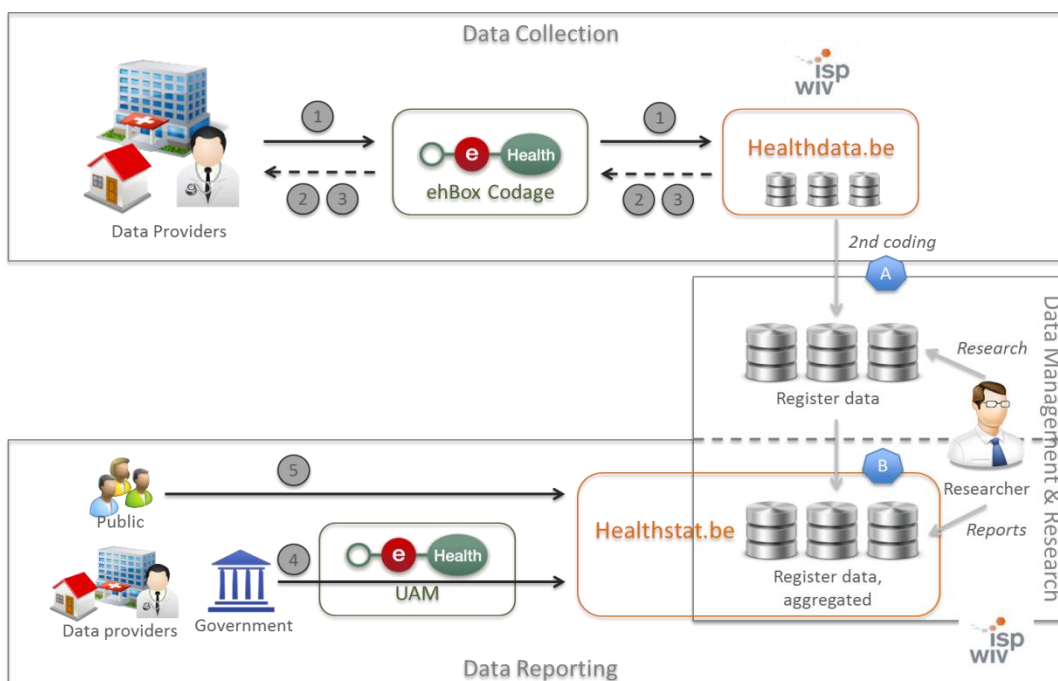 Data Collection
isp
wiv
1
1
e
Health
Healthdata.be
2 3
2 3
ehBox Codage
Data Providers
2nd coding
A
Data Management & Research
Research
Register data
5
B
Public
Researcher
Healthstat.be
Reports
4
e
Health
UAM
Register data,
aggregated
Data providers
Government
isp
wiv
Data Reporting